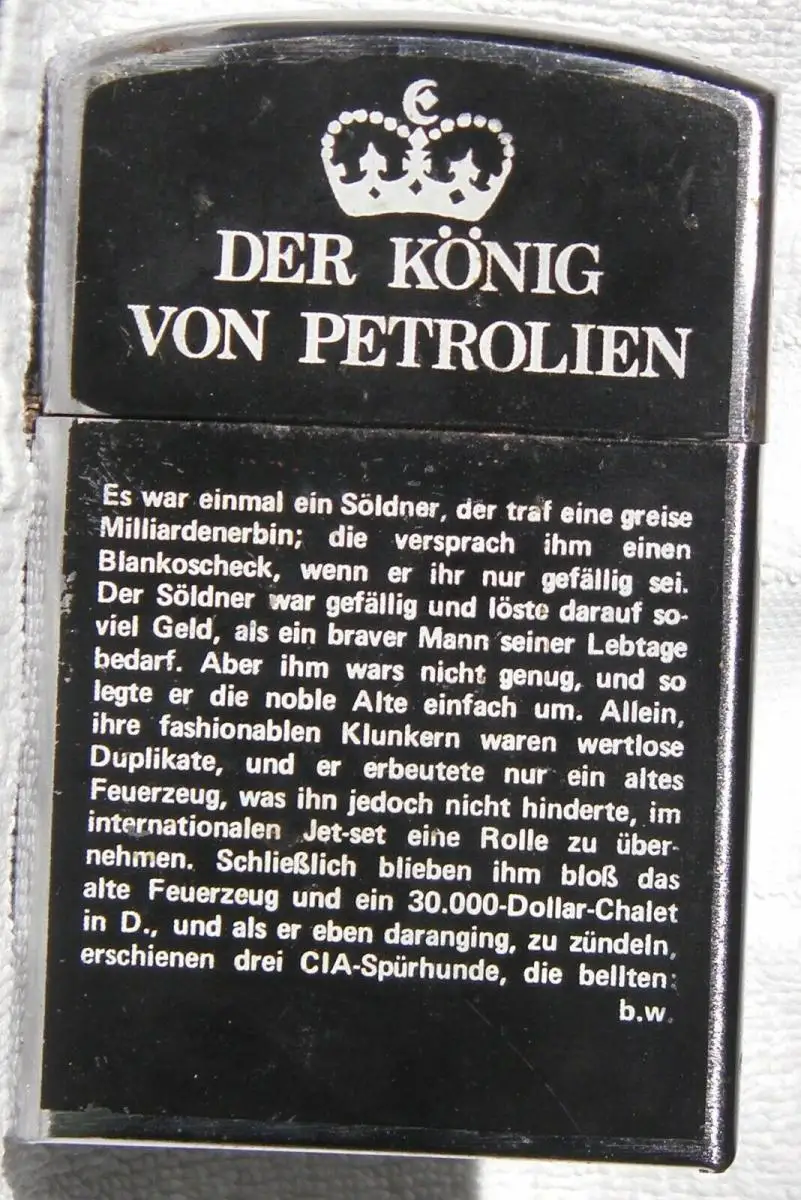 DER KÖNIG
VON PETROLIEN
Es war einmal ein Söldner, der traf eine greise
Milliardenerbin; die versprach ihm einen
Blankoscheck, wenn er ihr nur gefällig sei.
Der Söldner war gefällig und löste darauf so-
viel Geld, als ein braver Mann seiner Lebtage
bedarf. Aber ihm wars nicht genug, und so
legte er die noble Alte einfach um. Allein,
ihre fashionablen Klunkern waren wertlose
Duplikate, und er erbeutete nur ein altes
Feuerzeug, was ihn jedoch nicht hinderte, im
internationalen Jet-set eine Rolle zu über-
nehmen. Schließlich blieben ihm bloß das
alte Feuerzeug und ein 30.000-Dollar-Chalet
in D., und als er eben daranging, zu zündeln,
erschienen drei CIA-Spürhunde, die bellten:
b.w.